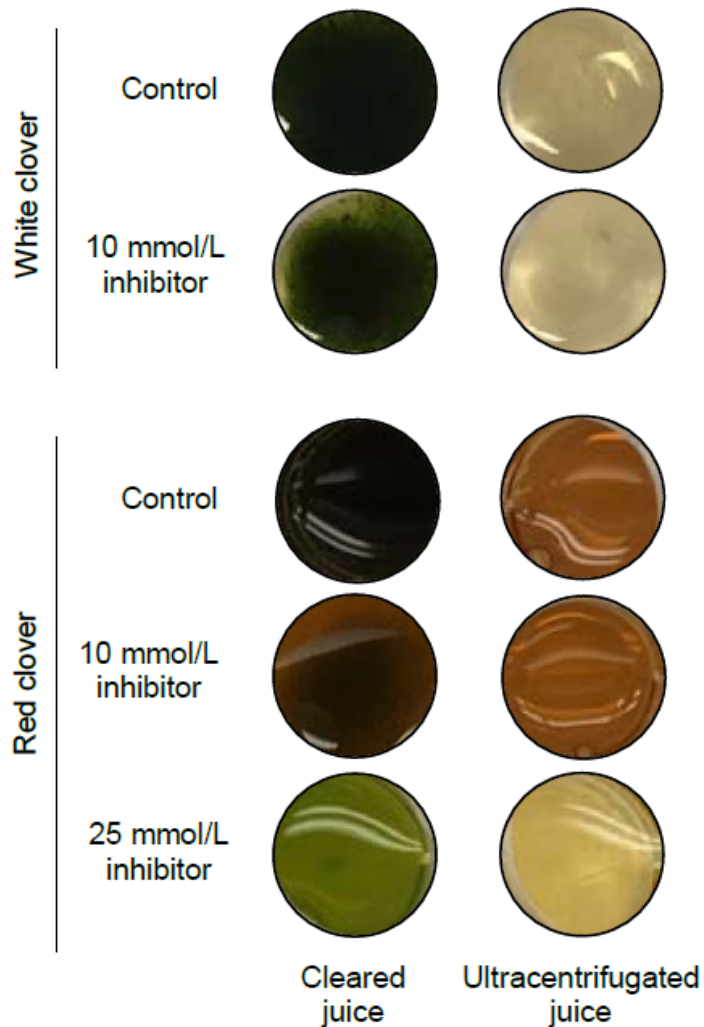 White clover
Control
10 mmol/L
inhibitor
Red clover
Control
10 mmol/L
inhibitor
25 mmol/L
inhibitor
Cleared
juice
Ultracentrifugated
juice